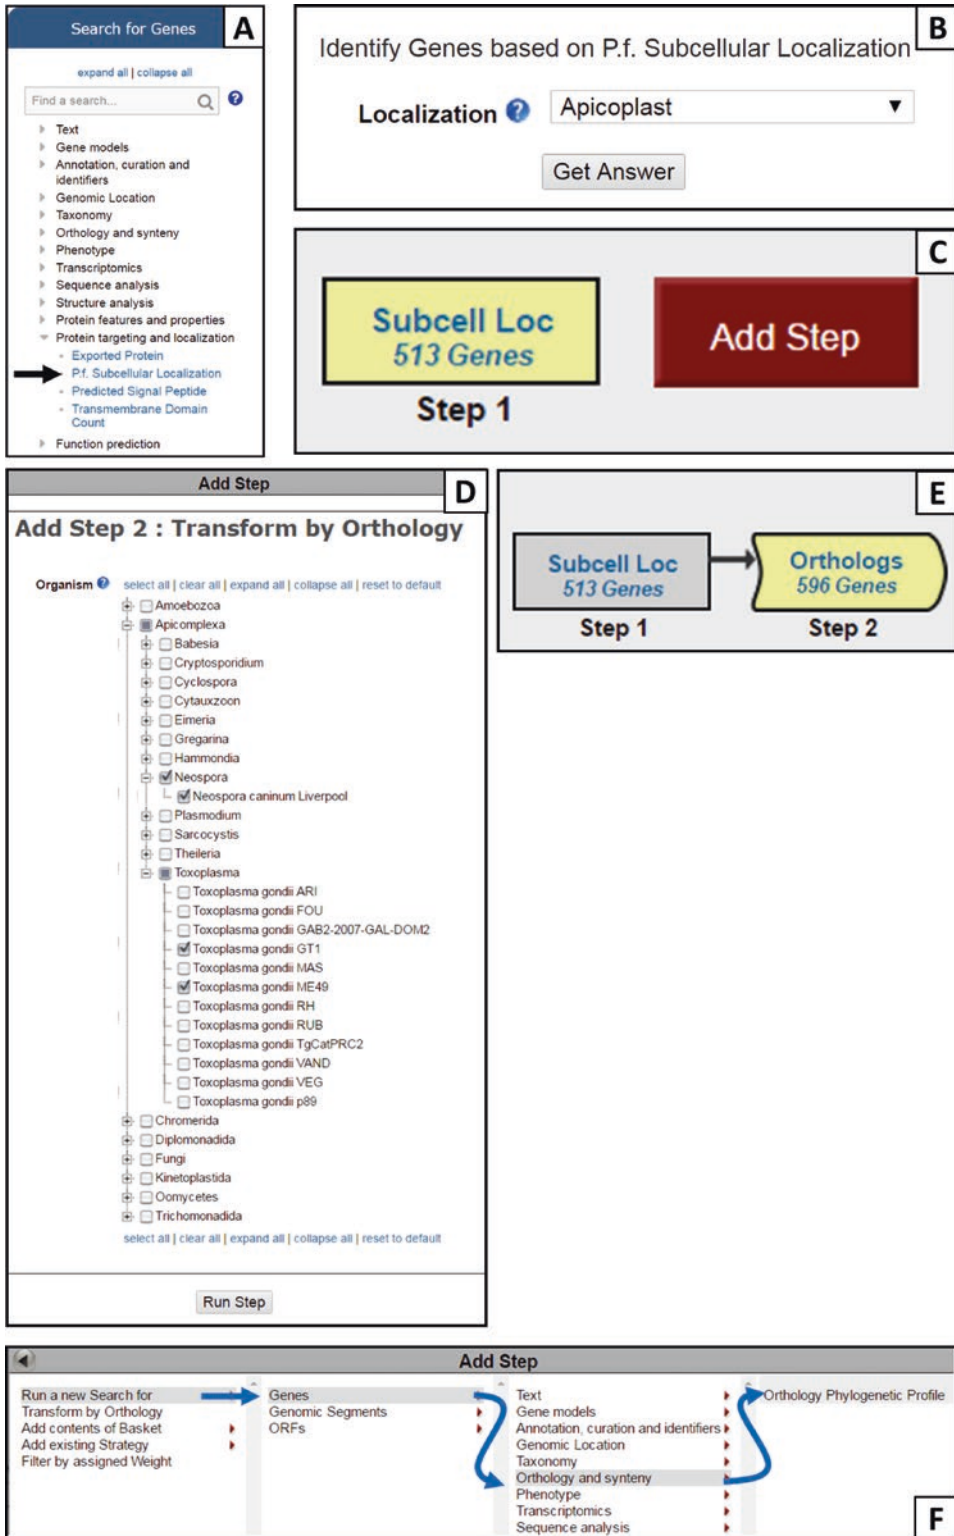 Search for Genes
A
expand all | collapse all
Find a search...
?
Text
Gene models
Annotation, curation and
identifiers
Genomic Location
Taxonomy
Orthology and synteny
Phenotype
Transcriptomics
Sequence analysis
Structure analysis
Protein features and properties
Protein targeting and localization
Exported Protein
P.f. Subcellular Localization
Predicted Signal Peptide
Transmembrane Domain
Count
Function prediction
B
Identify Genes based on P.f. Subcellular Localization
Localization ? Apicoplast
Get Answer
C
Subcell Loc
513 Genes
Step 1
Add Step
Add Step
D
Add Step 2 : Transform by Orthology
Organism ? select all | clear all | expand all | collapse all | reset to default
Amoebozoa
Apicomplexa
Babesia
Cryptosporidium
Cyclospora
Cytauxzoon
Eimeria
Gregarina
Hammondia
Neospora
Neospora caninum Liverpool
Plasmodium
Sarcocystis
Theileria
Toxoplasma
Toxoplasma gondii ARI
Toxoplasma gondii FOU
Toxoplasma gondii GAB2-2007-GAL-DOM2
Toxoplasma gondii GT1
Toxoplasma gondii MAS
Toxoplasma gondii ME49
Toxoplasma gondii RH
Toxoplasma gondii RUB
Toxoplasma gondii TgCatPRC2
Toxoplasma gondii VAND
Toxoplasma gondii VEG
Toxoplasma gondii p89
Chromerida
Diplomonadida
Fungi
Kinetoplastida
Oomycetes
Trichomonadida
select all | clear all | expand all | collapse all | reset to default
Run Step
E
Subcell Loc
513 Genes
Step 1
Orthologs
596 Genes
Step 2
Add Step
Run a new Search for
Transform by Orthology
Add contents of Basket
Add existing Strategy
Filter by assigned Weight
Genes
Genomic Segments
ORFs
Text
Gene models
Annotation, curation and identifiers
Genomic Location
Taxonomy
Orthology and synteny
Phenotype
Transcriptomics
Sequence analysis
Orthology Phylogenetic Profile
F